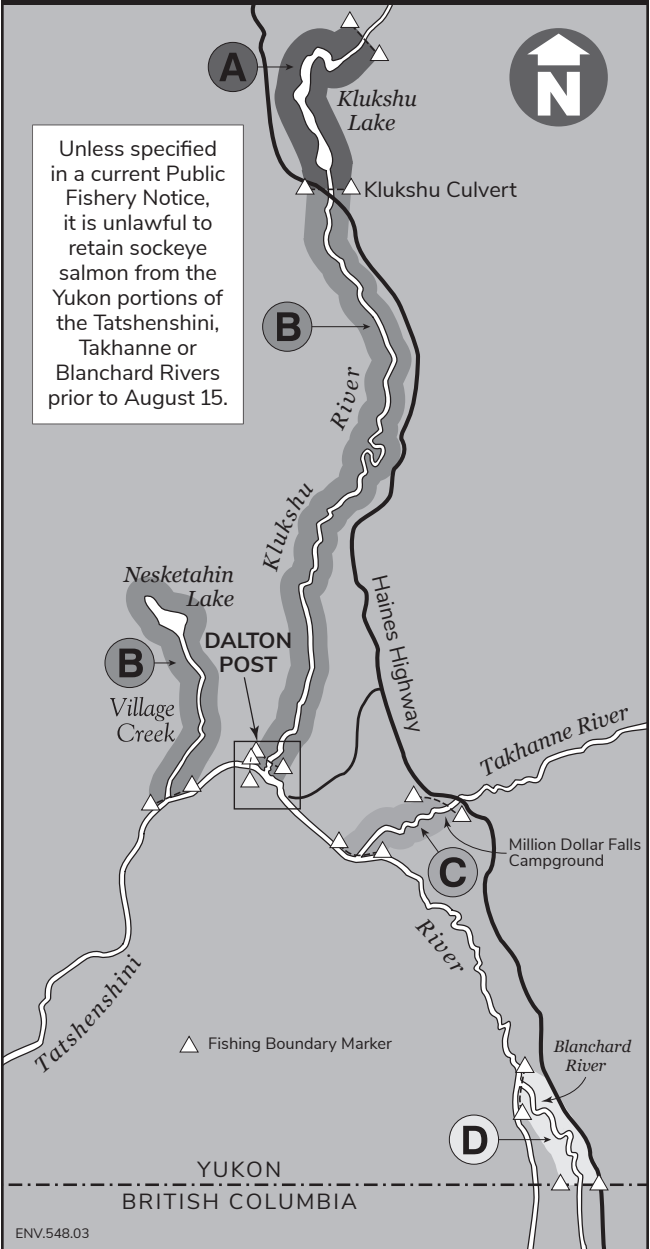 A
N
Klukshu
Lake
Unless specified
in a current Public
Fishery Notice,
it is unlawful to
retain sockeye
salmon from the
Yukon portions of
the Tatshenshini,
Takhanne or
Blanchard Rivers
prior to August 15.
Klukshu Culvert
B
River
Klukshu
Nesketahin
Lake
Haines Highway
DALTON
POST
B
Village
Creek
Takhanne River
Million Dollar Falls
Campground
C
River
Tatshenshini
Fishing Boundary Marker
Blanchard
River
D
YUKON
BRITISH COLUMBIA
ENV.548.03